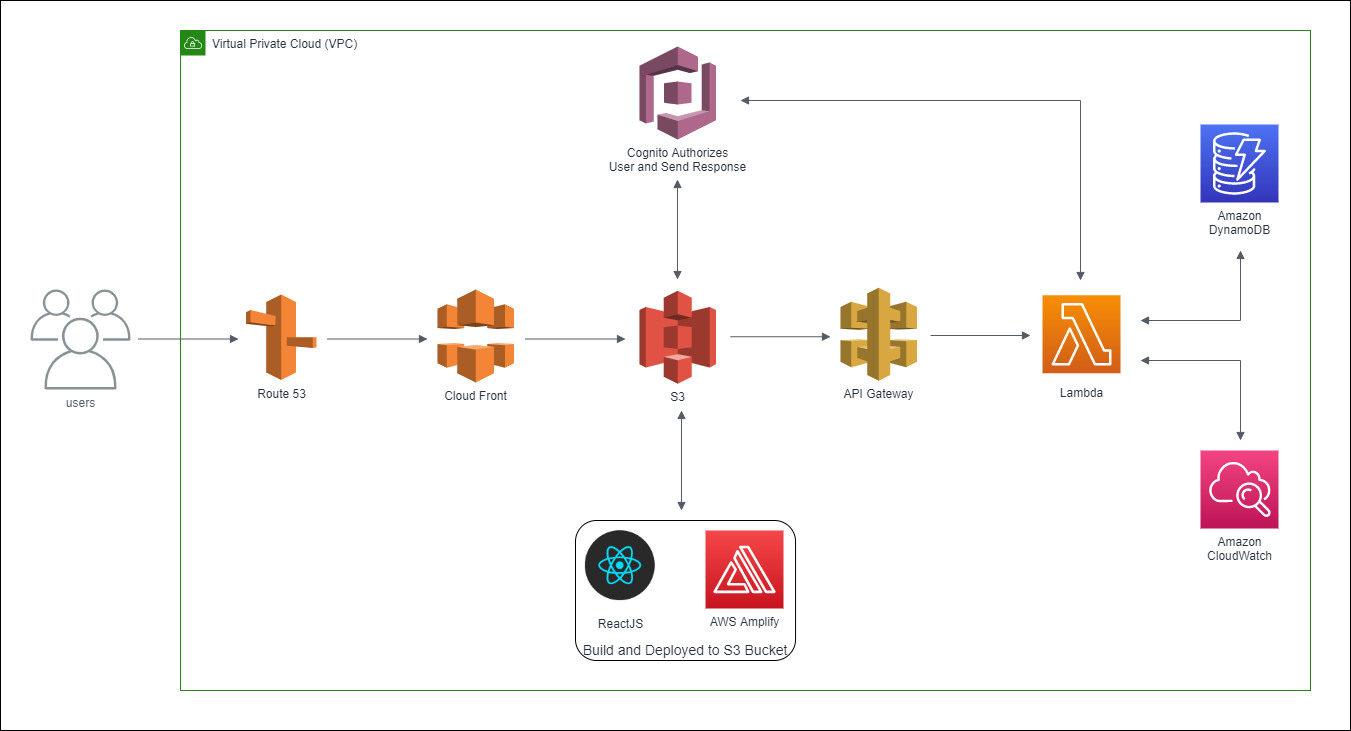 Virtual Private Cloud (VPC)
Cognito Authorizes
User and Send Response
Amazon
DynamoDB
users
Route 53
Cloud Front
S3
API Gateway
Lambda
Amazon
CloudWatch
ReactJS
AWS Amplify
Build and Deployed to S3 Bucket